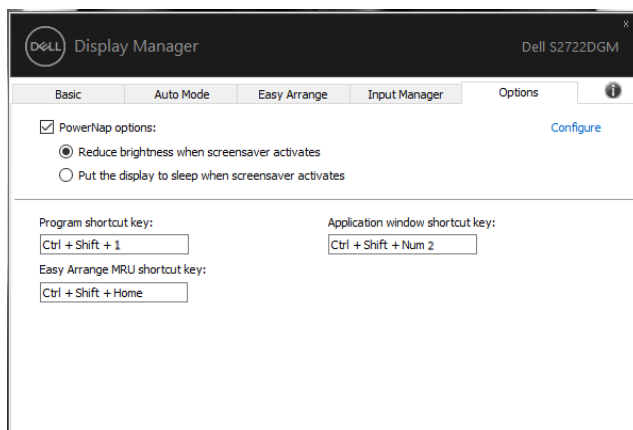 DELL Display Manager Dell S2722DGM x
Basic Auto Mode Easy Arrange Input Manager Options i
PowerNap options: Configure
Reduce brightness when screensaver activates
Put the display to sleep when screensaver activates
Program shortcut key: Application window shortcut key:
Ctrl + Shift + 1 Ctrl + Shift + Num 2
Easy Arrange MRU shortcut key:
Ctrl + Shift + Home